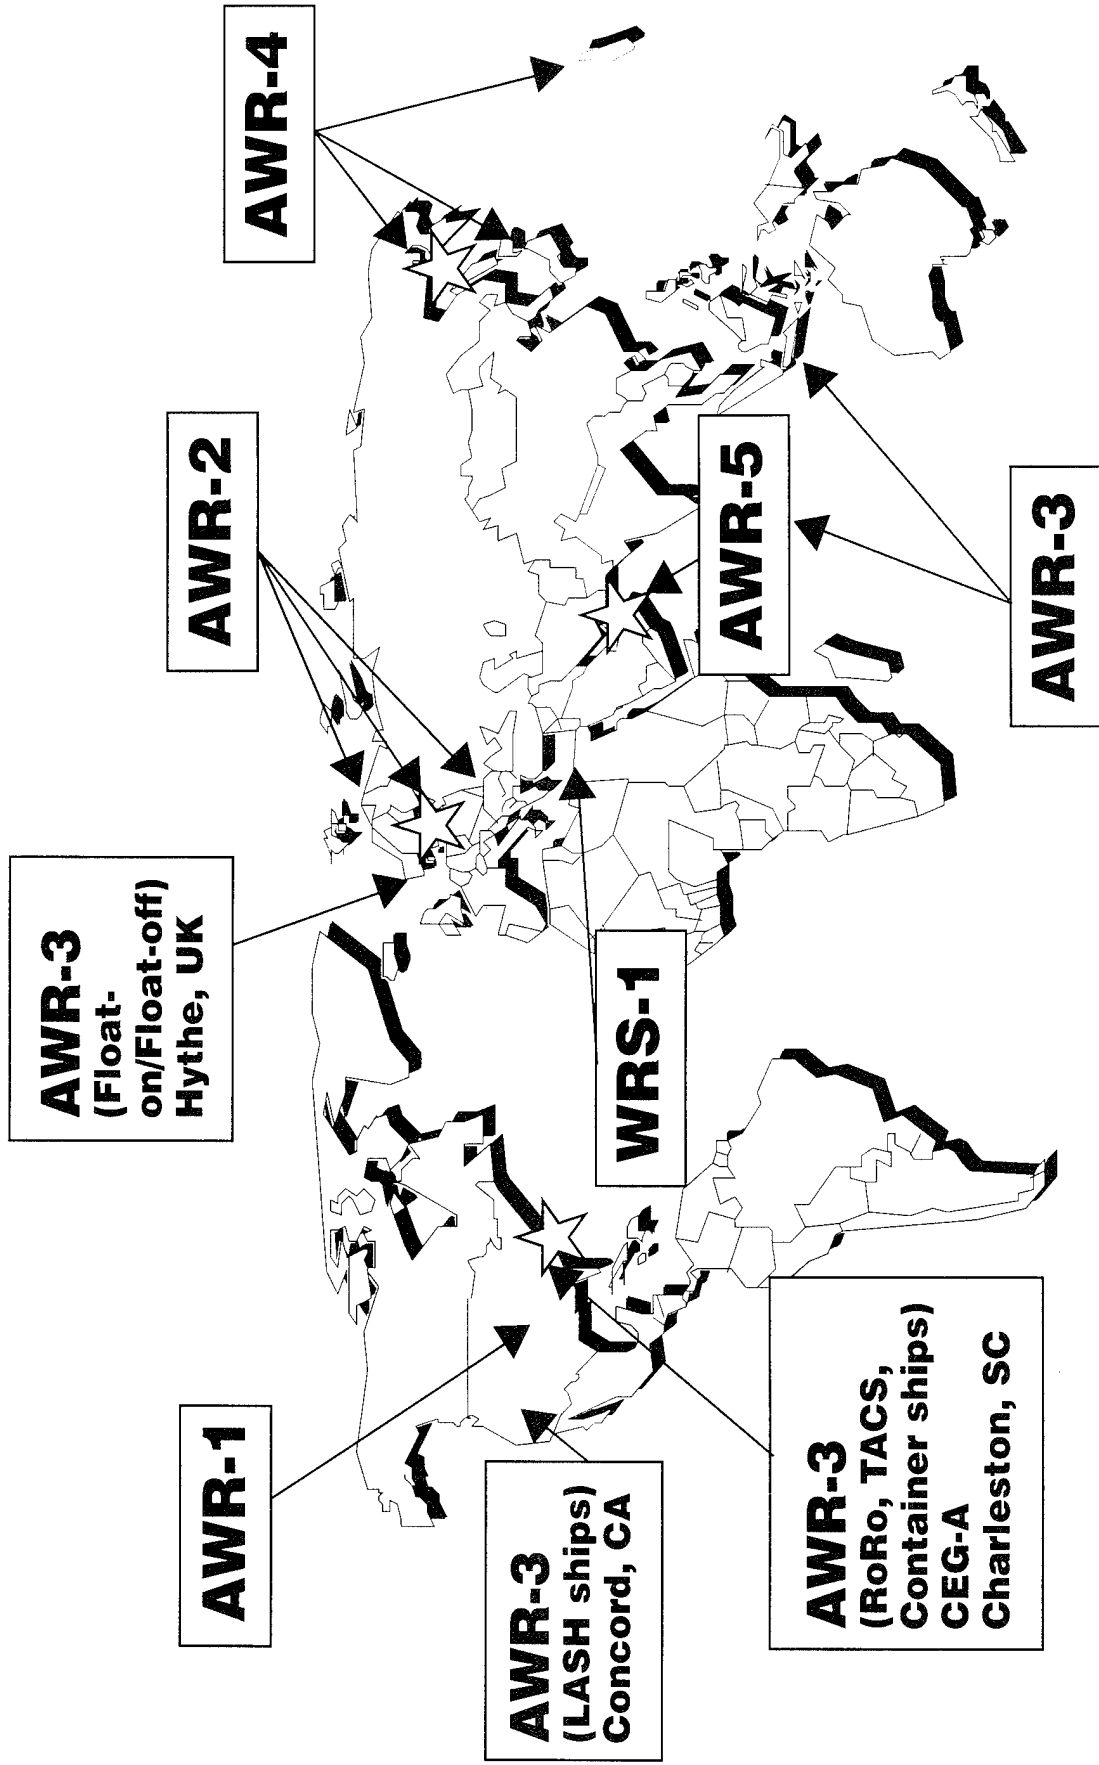 AWR-3
(Float-
on/Float-off)
Hythe, UK
AWR-2
AWR-4
AWR-1
AWR-3
(LASH ships)
Concord, CA
AWR-3
(RoRo, TACS,
Container ships)
CEG-A
Charleston, SC
WRS-1
AWR-5
AWR-3